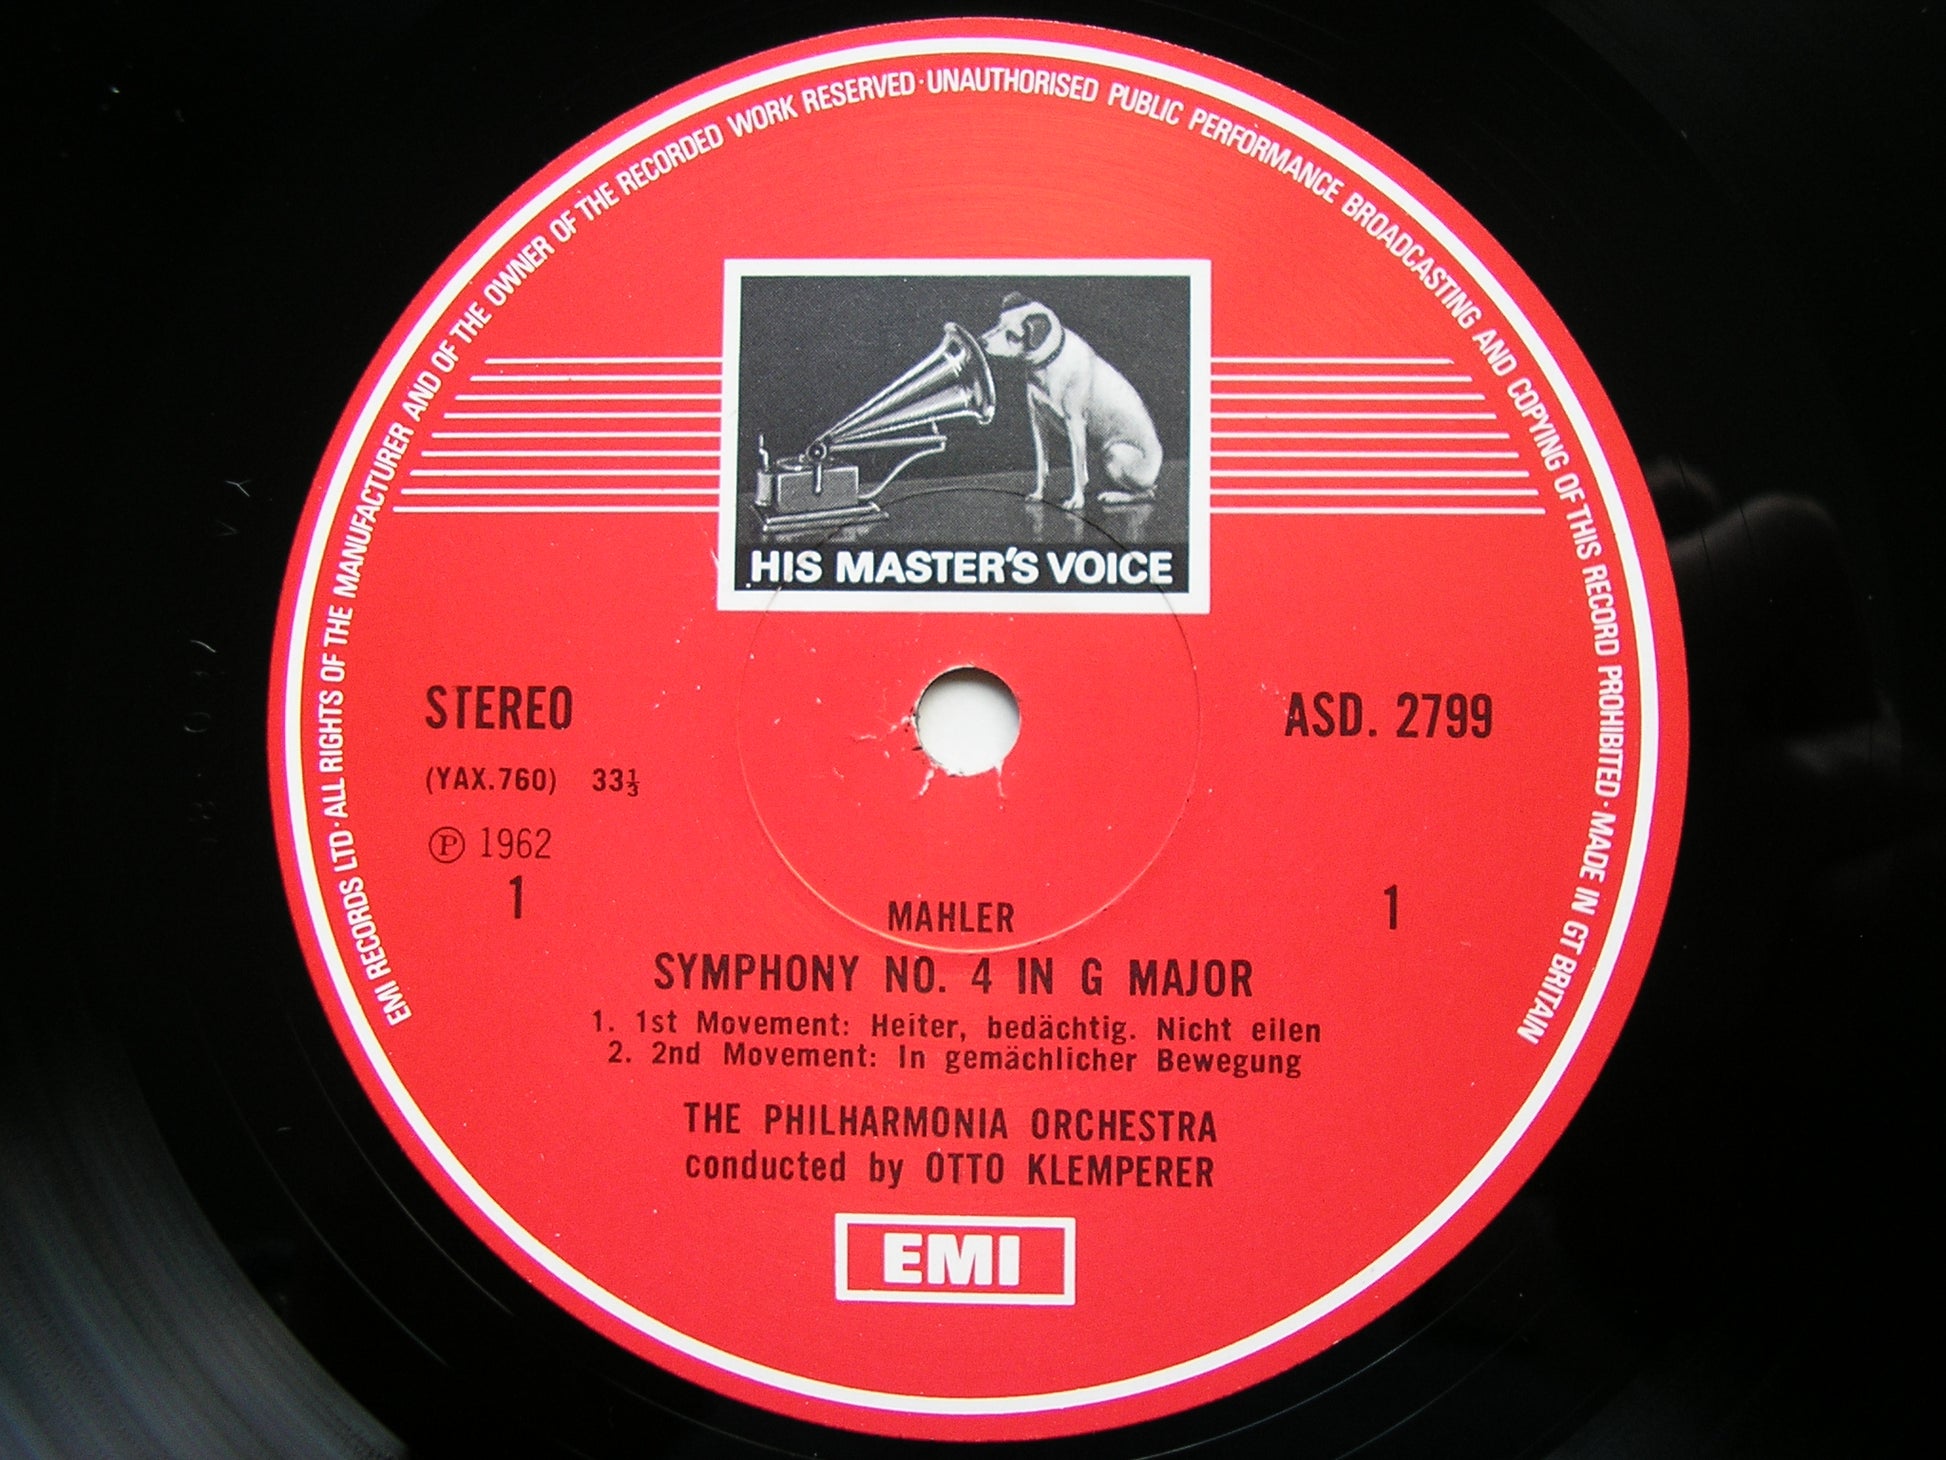 EMI RECORDS LTD · ALL RIGHTS OF THE MANUFACTURER AND OF THE OWNER OF THE RECORDED WORK RESERVED · UNAUTHORISED PUBLIC PERFORMANCE BROADCASTING AND COPYING OF THIS RECORD PROHIBITED · MADE IN GT BRITAIN
HIS MASTER'S VOICE
STEREO
ASD. 2799
(YAX.760) 33⅓
Ⓟ 1962
1
1
MAHLER
SYMPHONY NO. 4 IN G MAJOR
1. 1st Movement: Heiter, bedächtig. Nicht eilen
2. 2nd Movement: In gemächlicher Bewegung
THE PHILHARMONIA ORCHESTRA
conducted by OTTO KLEMPERER
EMI